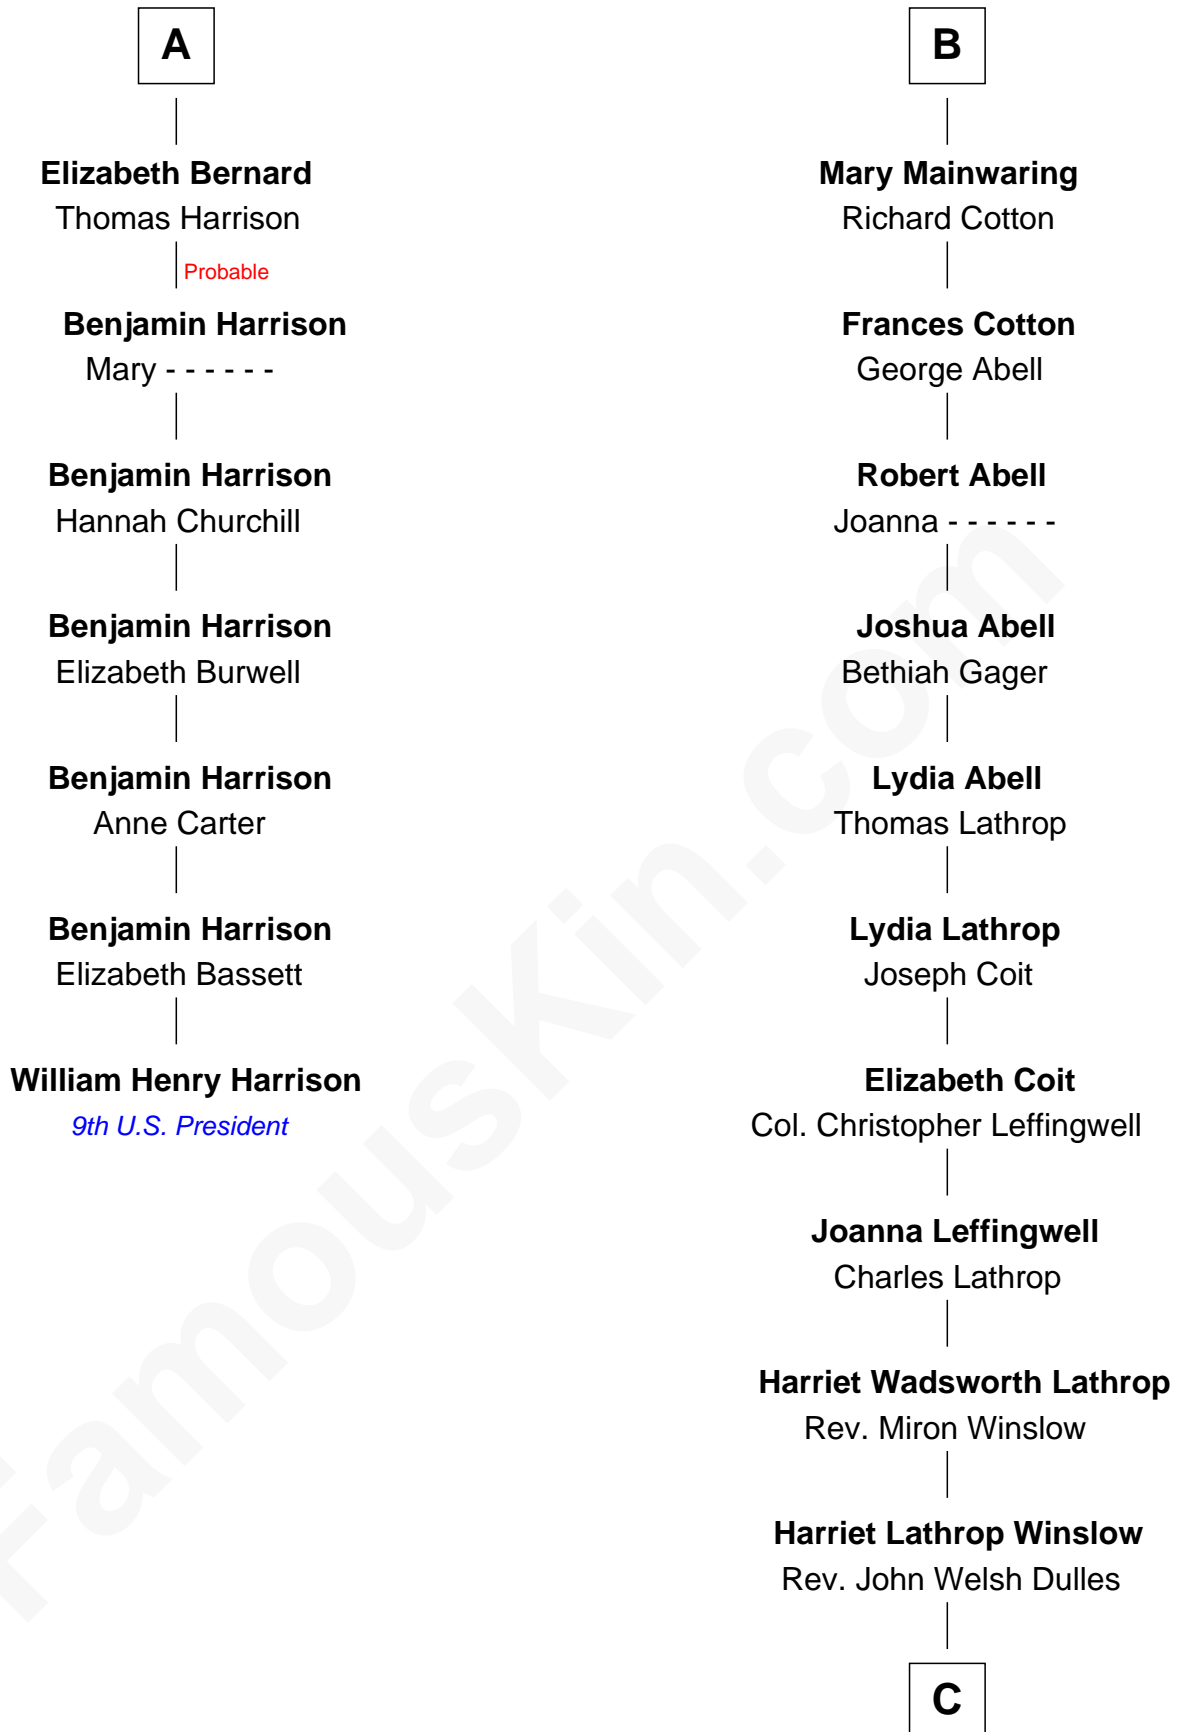 A
Elizabeth Bernard
Thomas Harrison
Probable
Benjamin Harrison
Mary - - - - - -
Benjamin Harrison
Hannah Churchill
Benjamin Harrison
Elizabeth Burwell
Benjamin Harrison
Anne Carter
Benjamin Harrison
Elizabeth Bassett
William Henry Harrison
9th U.S. President
B
Mary Mainwaring
Richard Cotton
Frances Cotton
George Abell
Robert Abell
Joanna - - - - - -
Joshua Abell
Bethiah Gager
Lydia Abell
Thomas Lathrop
Lydia Lathrop
Joseph Coit
Elizabeth Coit
Col. Christopher Leffingwell
Joanna Leffingwell
Charles Lathrop
Harriet Wadsworth Lathrop
Rev. Miron Winslow
Harriet Lathrop Winslow
Rev. John Welsh Dulles
C
FamousKin.com